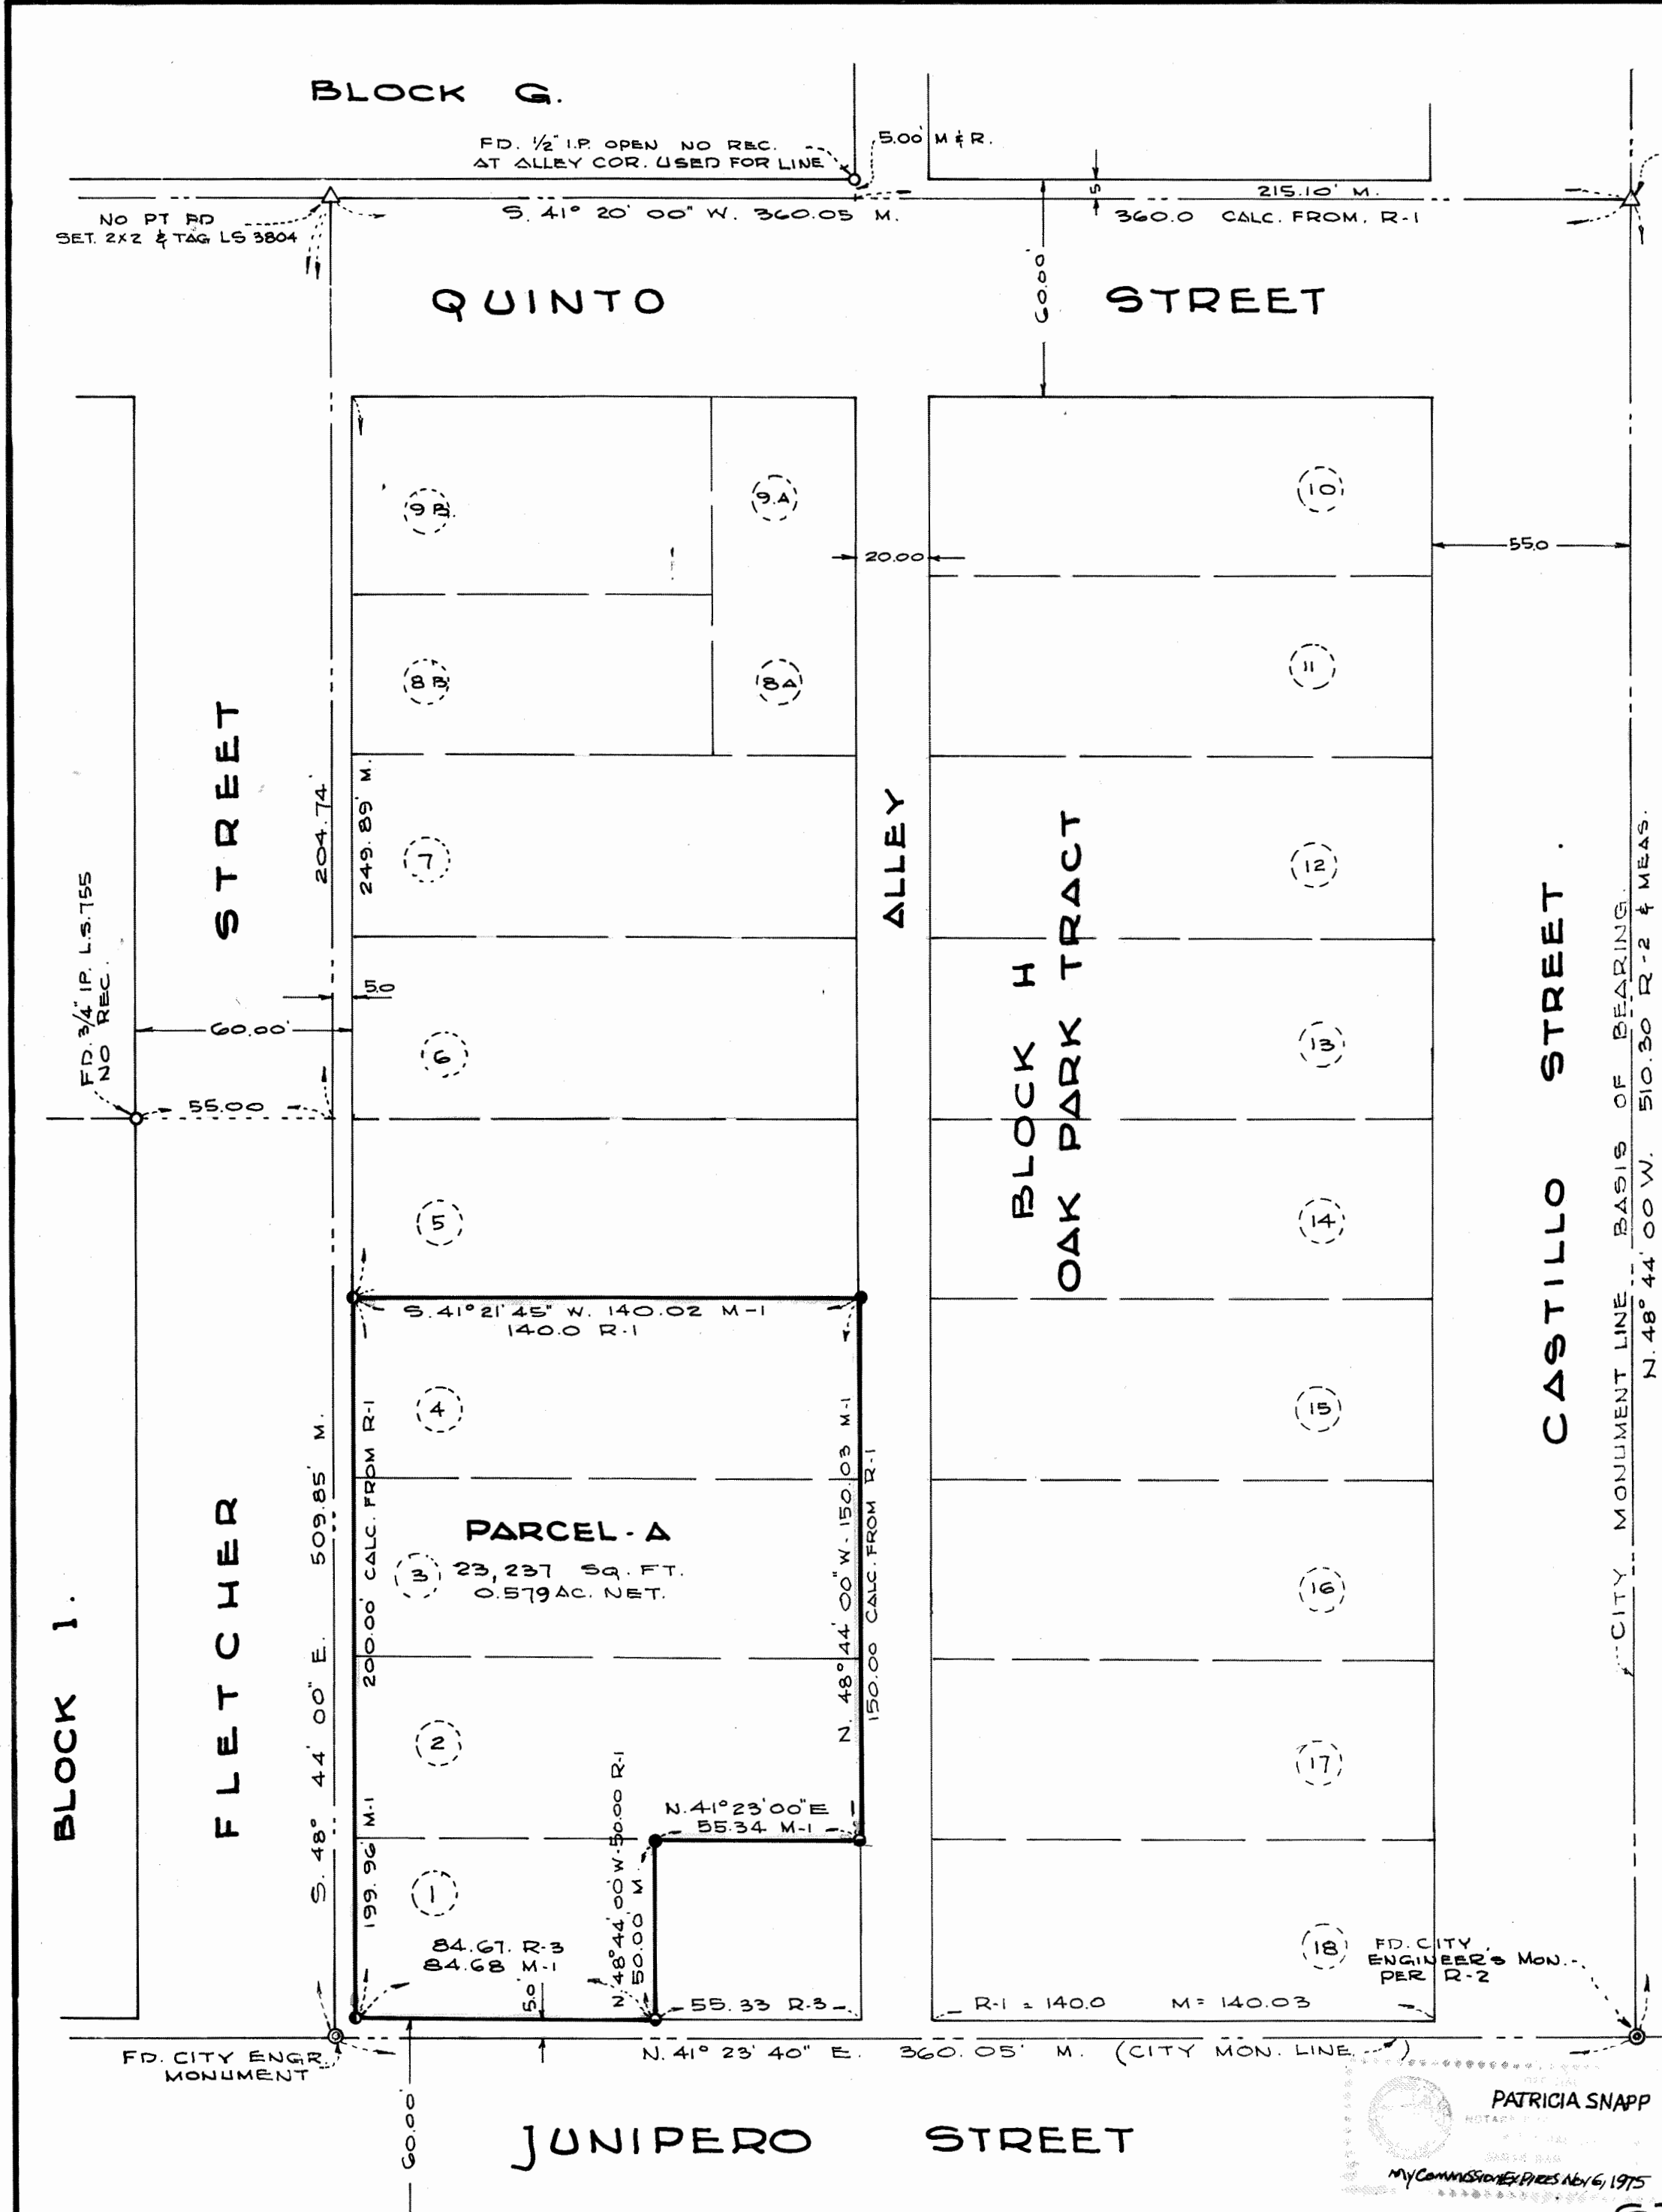 BLOCK G.
FD. 1/2" I.P. OPEN NO REC.
AT ALLEY COR. USED FOR LINE
5.00' M & R.
NO PT RD
SET. 2X2 & TAG LS 3804
S. 41° 20' 00" W. 360.05 M.
5
215.10' M.
360.0 CALC. FROM. R-1
QUINTO STREET
60.00'
9 B.
9.A
10
20.00
55.0
8 B
8A
11
STREET
204.74'
249.89' M.
7
ALLEY
12
FD. 3/4" IP. L.S. 755
NO REC.
5.0
60.00'
6
BLOCK H
OAK PARK TRACT
13
55.00
5
14
CASTILLO STREET.
CITY MONUMENT LINE BASIS OF BEARING.
N. 48° 44' 00 W. 510.30 R-2 & MEAS.
S. 41° 21' 45" W. 140.02 M-1
140.0 R-1
4
15
200.00' CALC. FROM R-1
199.96 M-1
N. 48° 44' 00" W. 150.03 M-1
150.00 CALC. FROM R-1
PARCEL-A
3
23,237 SQ. FT.
0.579 AC. NET.
16
BLOCK 1.
FLETCHER
S. 48° 44' 00" E. 509.85' M.
2
17
N. 41° 23' 00" E
55.34 M-1
N 48° 44' 00 W. 50.00 R-1
50.00' M.
1
84.67. R-3
84.68 M-1
5.0'
55.33 R-3
18
FD. CITY
ENGINEER'S MON.
PER R-2
R-1 = 140.0 M = 140.03
FD. CITY ENGR.
MONUMENT
N. 41° 23' 40" E. 360.05' M. (CITY MON. LINE )
60.00'
JUNIPERO STREET
PATRICIA SNAPP
My Commission Expires Nov 6, 1975